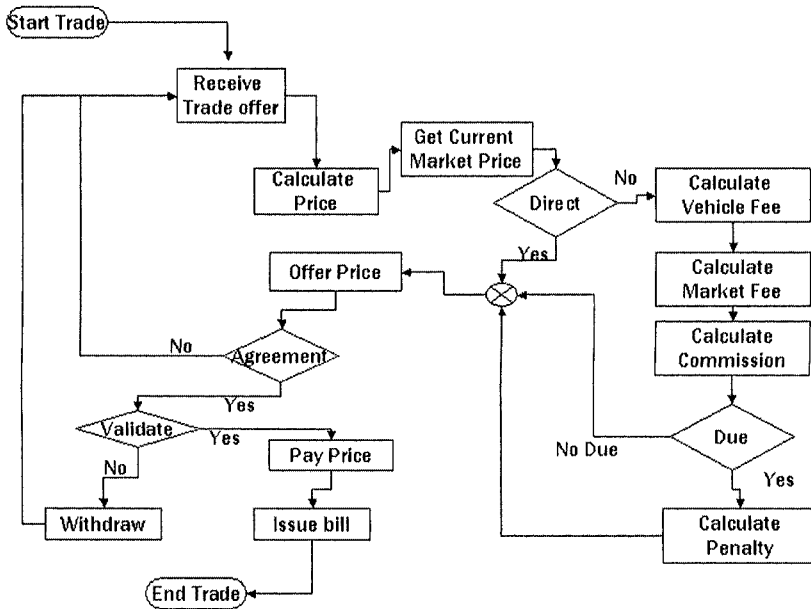 Start Trade
Receive
Trade offer
Calculate
Price
Get Current
Market Price
Direct
No
Calculate
Vehicle Fee
Yes
Calculate
Market Fee
Offer Price
Calculate
Commission
Agreement
No
Yes
Due
No Due
Yes
Validate
Yes
No
Pay Price
Withdraw
Issue bill
Calculate
Penalty
End Trade